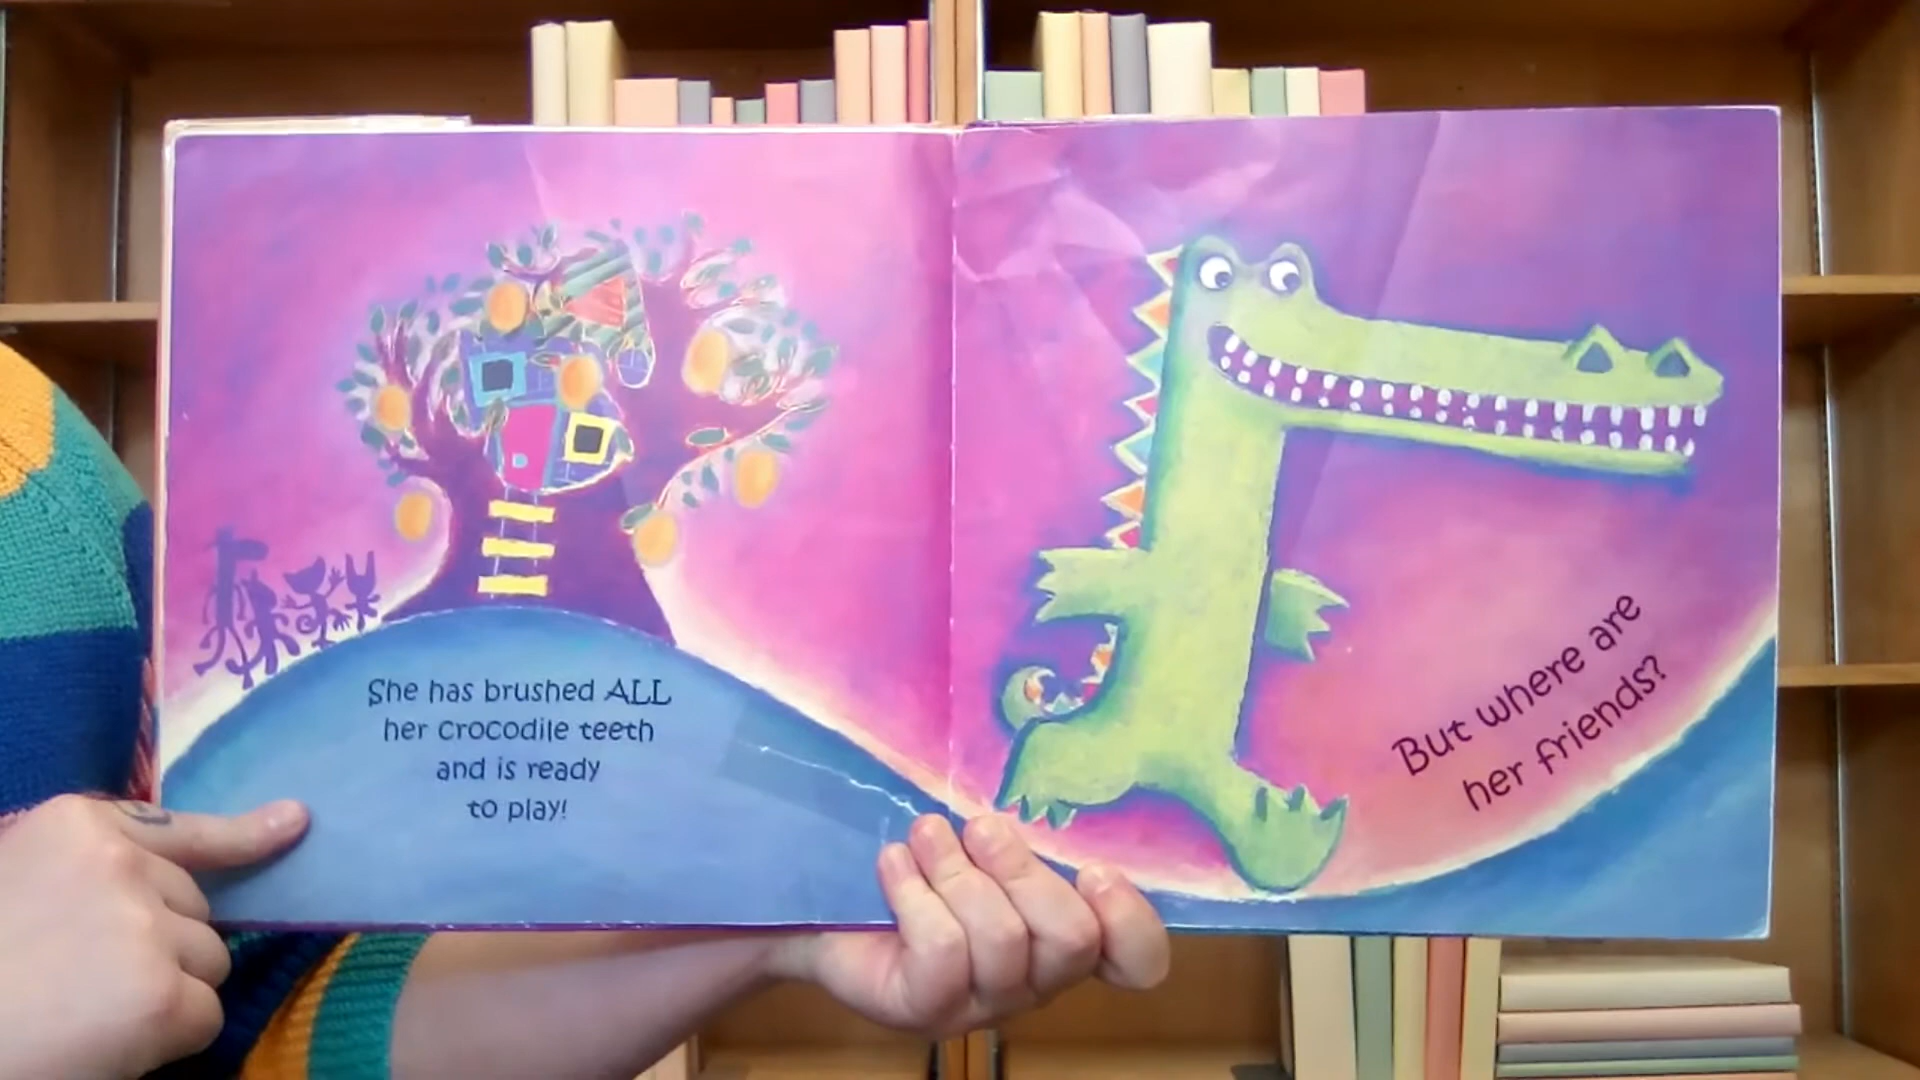 She has brushed ALL
her crocodile teeth
and is ready
to play!
But where are
her friends?